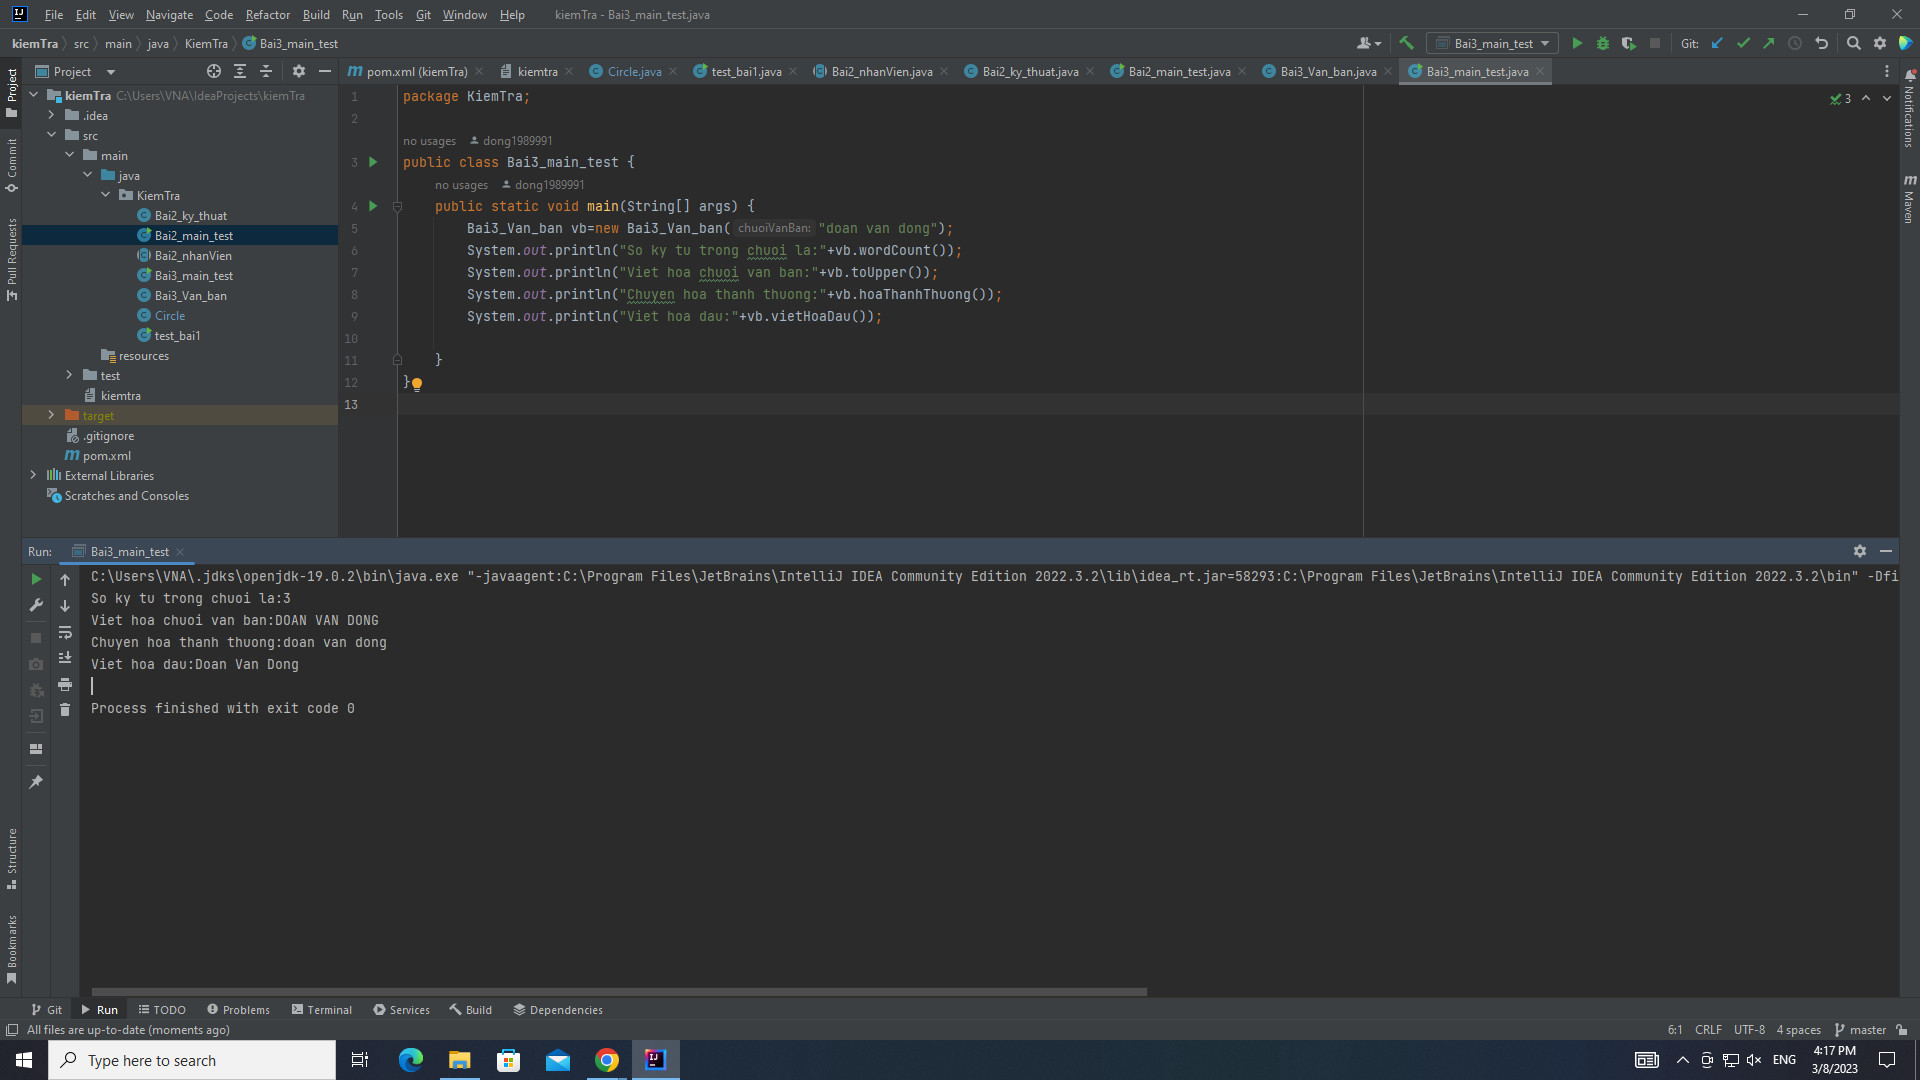 File Edit View Navigate Code Refactor Build Run Tools Git Window Help kiemTra - Bai3_main_test.java
kiemTra src main java KiemTra Bai3_main_test Bai3_main_test Git:
Project pom.xml (kiemTra) kiemtra Circle.java test_bai1.java Bai2_nhanVien.java Bai2_ky_thuat.java Bai2_main_test.java Bai3_Van_ban.java Bai3_main_test.java
kiemTra C:\Users\VNA\IdeaProjects\kiemTra
.idea
src
main
java
KiemTra
Bai2_ky_thuat
Bai2_main_test
Bai2_nhanVien
Bai3_main_test
Bai3_Van_ban
Circle
test_bai1
resources
test
kiemtra
target
.gitignore
pom.xml
External Libraries
Scratches and Consoles
1 package KiemTra;
2
no usages dong1989991
3 public class Bai3_main_test {
no usages dong1989991
4 public static void main(String[] args) {
5 Bai3_Van_ban vb=new Bai3_Van_ban( chuoiVanBan: "doan van dong");
6 System.out.println("So ky tu trong chuoi la:"+vb.wordCount());
7 System.out.println("Viet hoa chuoi van ban:"+vb.toUpper());
8 System.out.println("Chuyen hoa thanh thuong:"+vb.hoaThanhThuong());
9 System.out.println("Viet hoa dau:"+vb.vietHoaDau());
10
11 }
12 }
13
3
Project
Commit
Pull Requests
Structure
Bookmarks
Notifications
Maven
Run: Bai3_main_test
C:\Users\VNA\.jdks\openjdk-19.0.2\bin\java.exe "-javaagent:C:\Program Files\JetBrains\IntelliJ IDEA Community Edition 2022.3.2\lib\idea_rt.jar=58293:C:\Program Files\JetBrains\IntelliJ IDEA Community Edition 2022.3.2\bin" -Dfi
So ky tu trong chuoi la:3
Viet hoa chuoi van ban:DOAN VAN DONG
Chuyen hoa thanh thuong:doan van dong
Viet hoa dau:Doan Van Dong
Process finished with exit code 0
Git Run TODO Problems Terminal Services Build Dependencies
All files are up-to-date (moments ago) 6:1 CRLF UTF-8 4 spaces master
Type here to search ENG 4:17 PM
3/8/2023